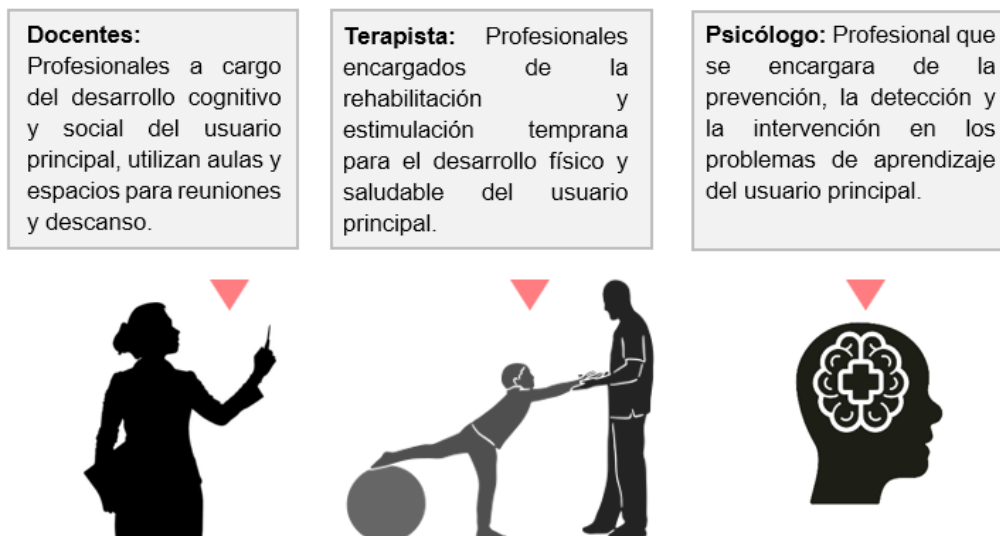 Docentes:
Profesionales a cargo
del desarrollo cognitivo
y social del usuario
principal, utilizan aulas y
espacios para reuniones
y descanso.
Terapista: Profesionales
encargados de la
rehabilitación y
estimulación temprana
para el desarrollo físico y
saludable del usuario
principal.
Psicólogo: Profesional que
se encargara de la
prevención, la detección y
la intervención en los
problemas de aprendizaje
del usuario principal.